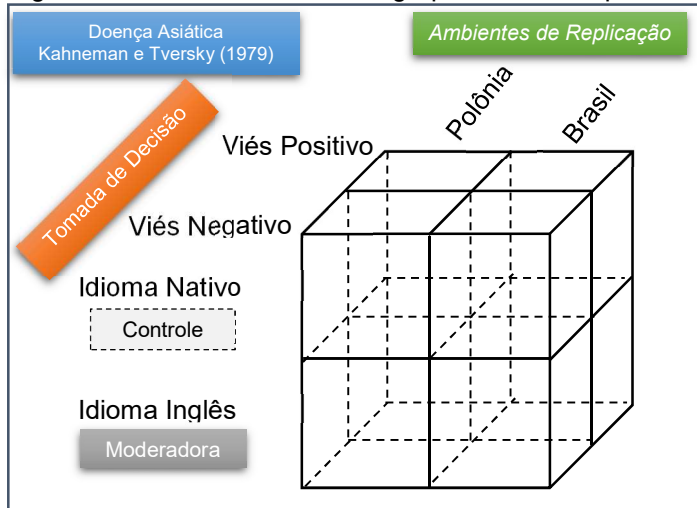 Doença Asiática
Kahneman e Tversky (1979)
Ambientes de Replicação
Polônia
Brasil
Tomada de Decisão
Viés Positivo
Viés Negativo
Idioma Nativo
Controle
Idioma Inglês
Moderadora